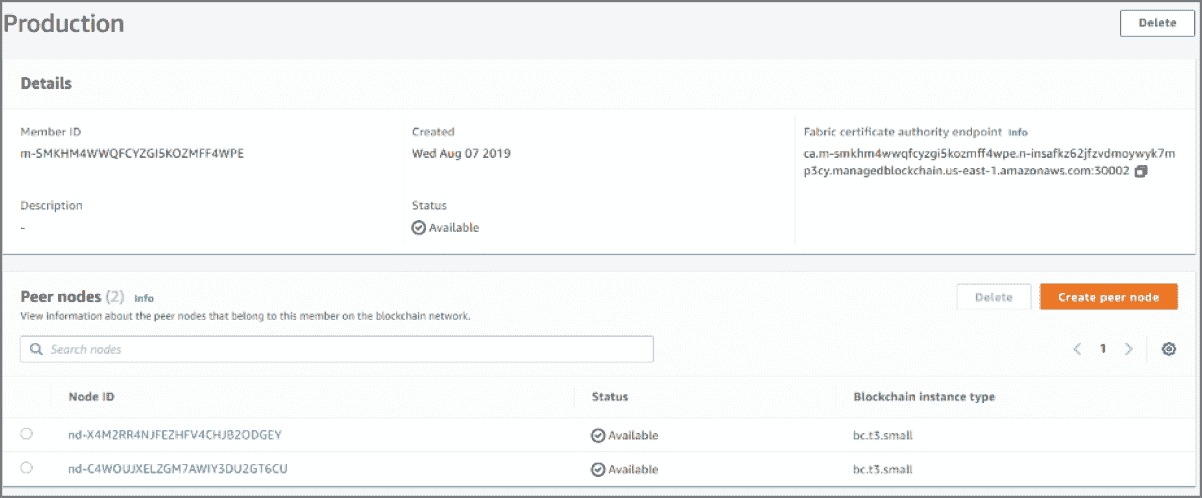 Production
Delete
Details
Member ID
m-SMKHM4WWQFCYZGI5KOZMFF4WPE
Created
Wed Aug 07 2019
Fabric certificate authority endpoint Info
ca.m-smkhm4wwqfcyzgi5kozmff4wpe.n-insafkz62jfzvdmoywyk7m
p3cy.managedblockchain.us-east-1.amazonaws.com:30002
Description
-
Status
Available
Peer nodes (2) Info
View information about the peer nodes that belong to this member on the blockchain network.
Delete
Create peer node
Search nodes
1
Node ID Status Blockchain instance type
nd-X4M2RR4NJFEZHFV4CHJB2ODGEY Available bc.t3.small
nd-C4WOUJXELZGM7AWIY3DU2GT6CU Available bc.t3.small